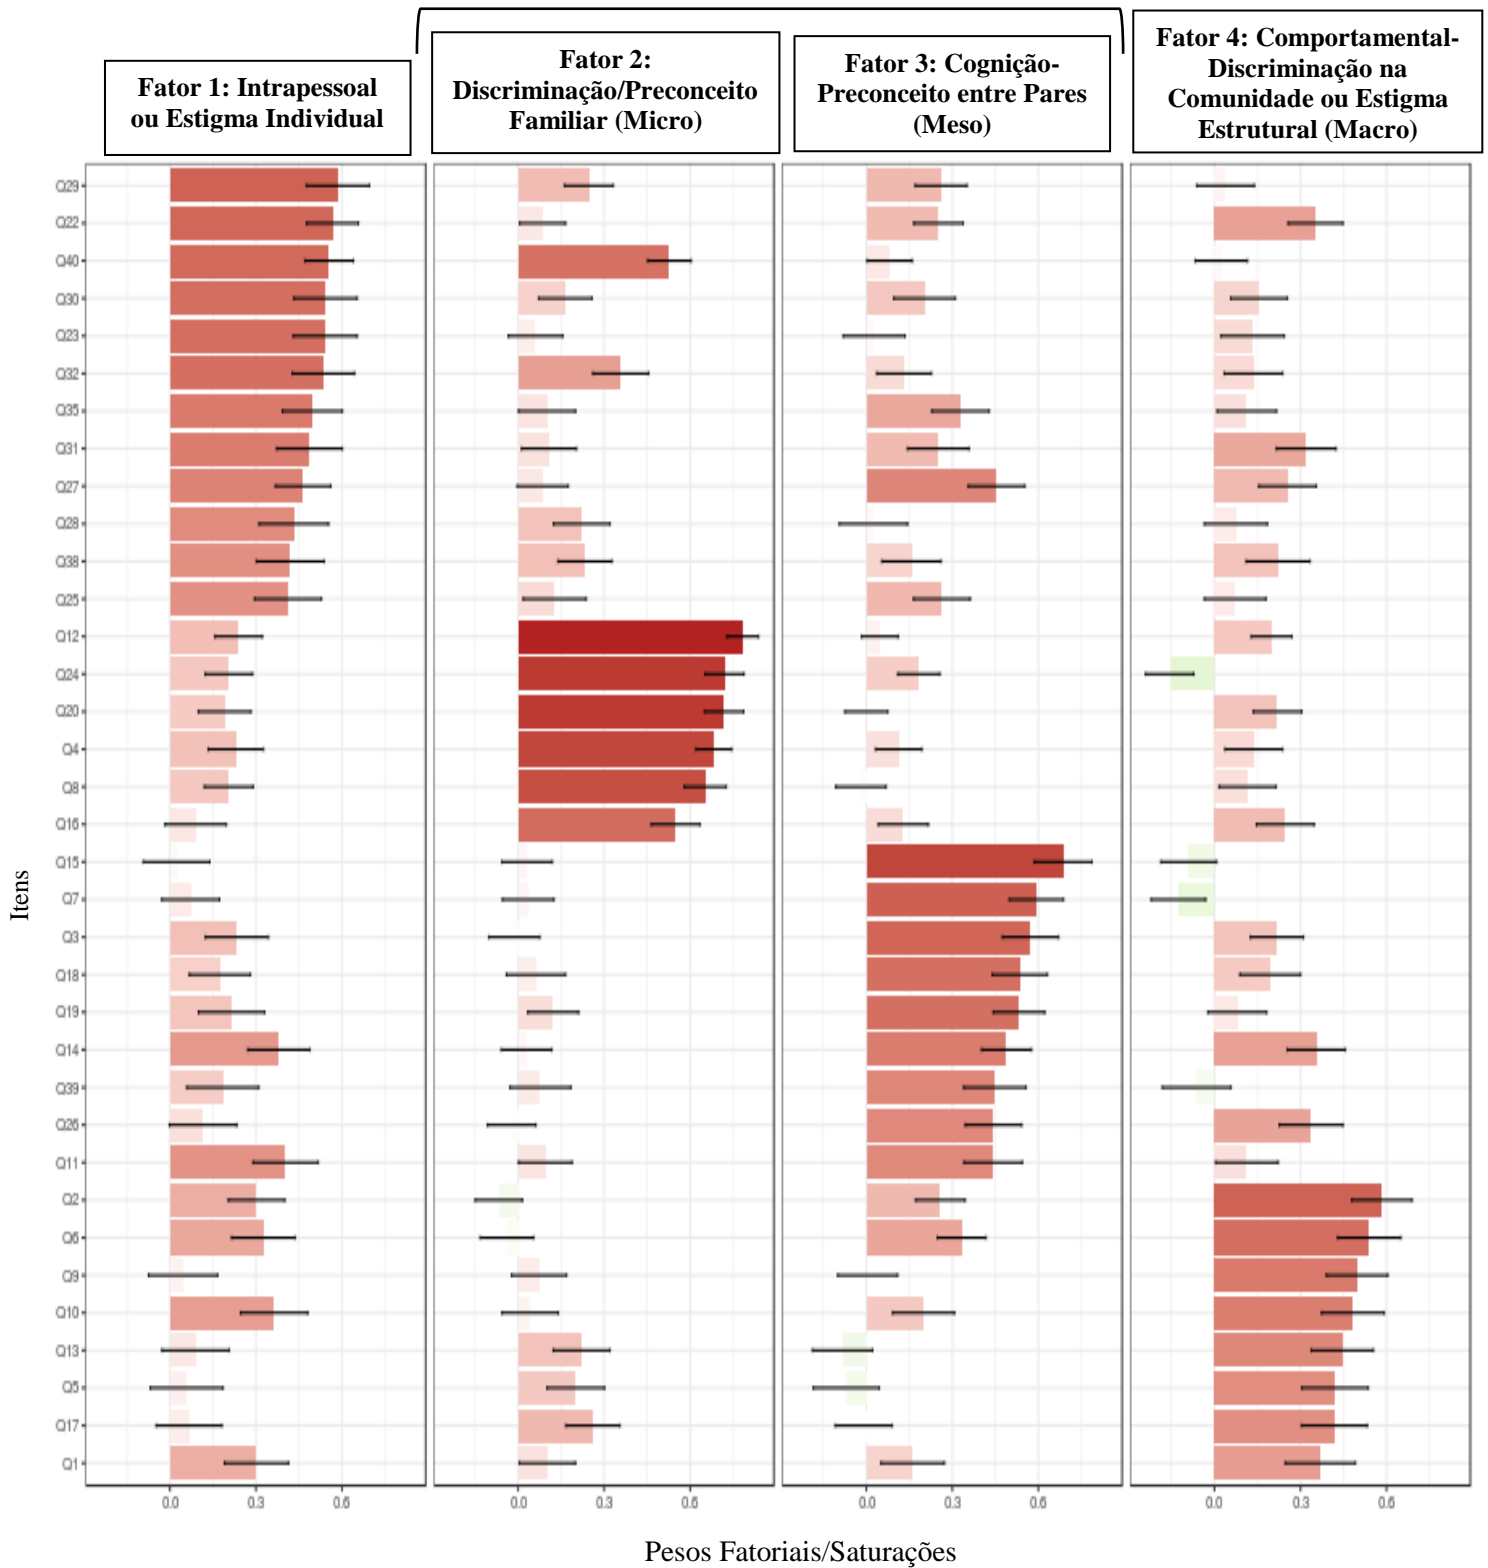 Fator 1: Intrapessoal
ou Estigma Individual
Fator 2:
Discriminação/Preconceito
Familiar (Micro)
Fator 3: Cognição-
Preconceito entre Pares
(Meso)
Fator 4: Comportamental-
Discriminação na
Comunidade ou Estigma
Estrutural (Macro)
Itens
Q29
Q22
Q40
Q30
Q23
Q32
Q35
Q31
Q27
Q28
Q38
Q25
Q12
Q24
Q20
Q4
Q8
Q16
Q15
Q7
Q3
Q18
Q19
Q14
Q39
Q26
Q11
Q2
Q6
Q9
Q10
Q13
Q5
Q17
Q1
0.0 0.3 0.6 0.0 0.3 0.6 0.0 0.3 0.6 0.0 0.3 0.6
Pesos Fatoriais/Saturações